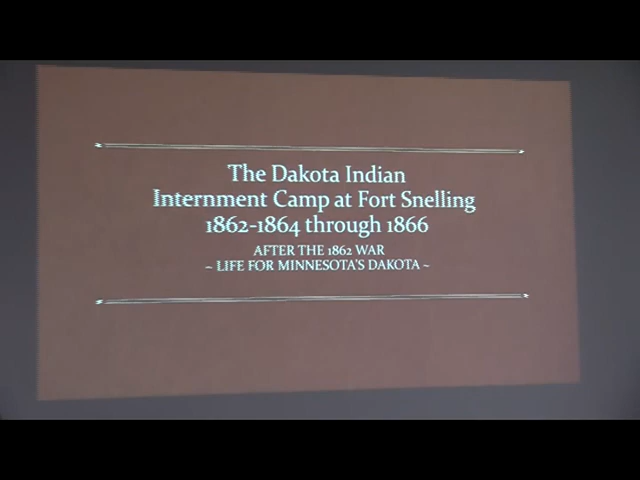 The Dakota Indian
Internment Camp at Fort Snelling
1862-1864 through 1866
AFTER THE 1862 WAR
~ LIFE FOR MINNESOTA'S DAKOTA ~